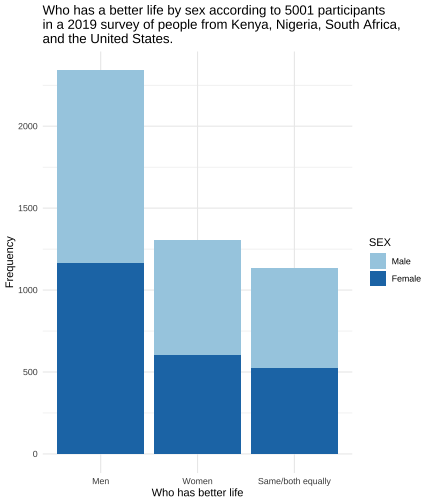 Who has a better life by sex according to 5001 participants
in a 2019 survey of people from Kenya, Nigeria, South Africa,
and the United States.
2000
1500
1000
500
0
Frequency
Men
Women
Same/both equally
Who has better life
SEX
Male
Female